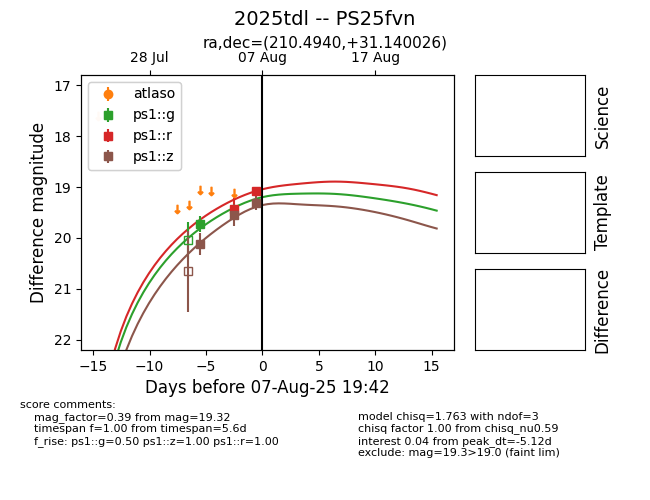 2025tdl -- PS25fvn
ra,dec=(210.4940,+31.140026)
28 Jul
07 Aug
17 Aug
17
18
19
20
21
22
Difference magnitude
atlaso
ps1::g
ps1::r
ps1::z
−15
−10
−5
0
5
10
15
Days before 07-Aug-25 19:42
Science
Template
Difference
score comments:
mag_factor=0.39 from mag=19.32
timespan f=1.00 from timespan=5.6d
f_rise: ps1::g=0.50 ps1::z=1.00 ps1::r=1.00
model chisq=1.763 with ndof=3
chisq factor 1.00 from chisq_nu0.59
interest 0.04 from peak_dt=-5.12d
exclude: mag=19.3>19.0 (faint lim)